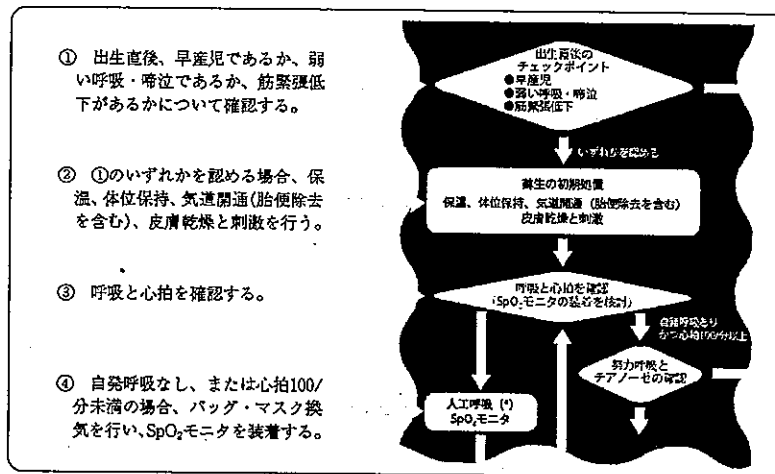 ① 出生直後、早産児であるか、弱
い呼吸・啼泣であるか、筋緊張低
下があるかについて確認する。
② ①のいずれかを認める場合、保
温、体位保持、気道開通(胎便除去
を含む)、皮膚乾燥と刺激を行う。
③ 呼吸と心拍を確認する。
④ 自発呼吸なし、または心拍100/
分未満の場合、バッグ・マスク換
気を行い、SpO₂モニタを装着する。
出生直後の
チェックポイント
●早産児
●弱い呼吸・啼泣
●筋緊張低下
いずれかを認める
蘇生の初期処置
保温、体位保持、気道開通(胎便除去を含む)
皮膚乾燥と刺激
呼吸と心拍を確認
(SpO₂モニタの装着を検討)
自発呼吸あり
かつ心拍100/分以上
努力呼吸と
チアノーゼの確認
人工呼吸 (*)
SpO₂モニタ